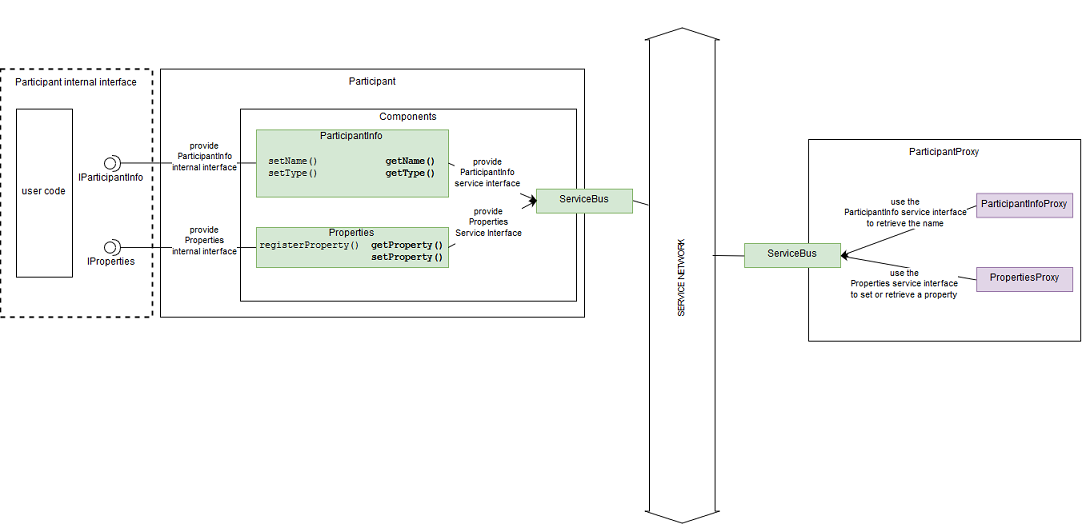 Participant internal interface
user code
IParticipantInfo
IProperties
Participant
Components
provide
ParticipantInfo
internal interface
ParticipantInfo
setName()
getName()
setType()
getType()
provide
ParticipantInfo
service interface
provide
Properties
internal interface
Properties
registerProperty()
getProperty()
setProperty()
provide
Properties
Service Interface
ServiceBus
SERVICE NETWORK
ParticipantProxy
ServiceBus
use the
ParticipantInfo service interface
to retrieve the name
ParticipantInfoProxy
use the
Properties service interface
to set or retrieve a property
PropertiesProxy